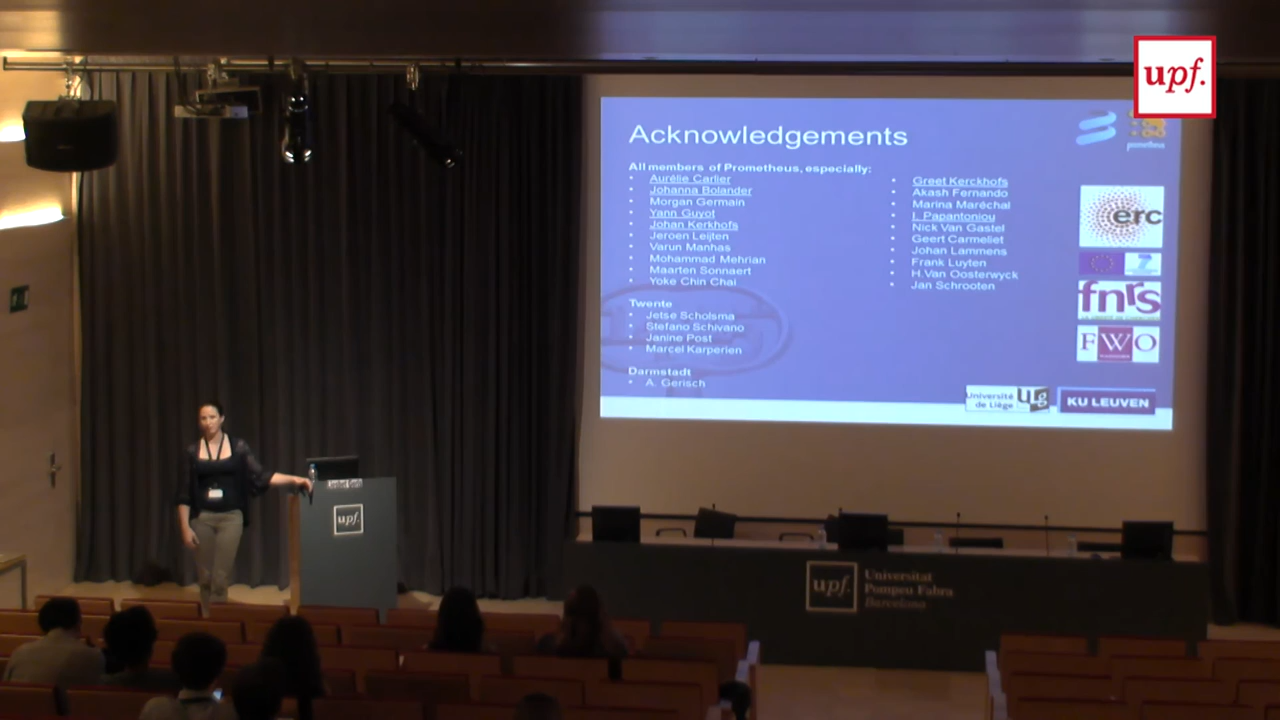 upf.
Acknowledgements
prometheus
All members of Prometheus, especially:
• Aurélie Carlier
• Johanna Bolander
• Morgan Germain
• Yann Guyot
• Johan Kerkhofs
• Jeroen Leijten
• Varun Manhas
• Mohammad Mehrian
• Maarten Sonnaert
• Yoke Chin Chai
• Greet Kerckhofs
• Akash Fernando
• Marina Maréchal
• I. Papantoniou
• Nick Van Gastel
• Geert Carmeliet
• Johan Lammens
• Frank Luyten
• H.Van Oosterwyck
• Jan Schrooten
Twente
• Jetse Scholsma
• Stefano Schivano
• Janine Post
• Marcel Karperien
Darmstadt
• A. Gerisch
erc
fnrs
FWO
Université
de Liège
ULg
KU LEUVEN
upf.
upf.
Universitat
Pompeu Fabra
Barcelona